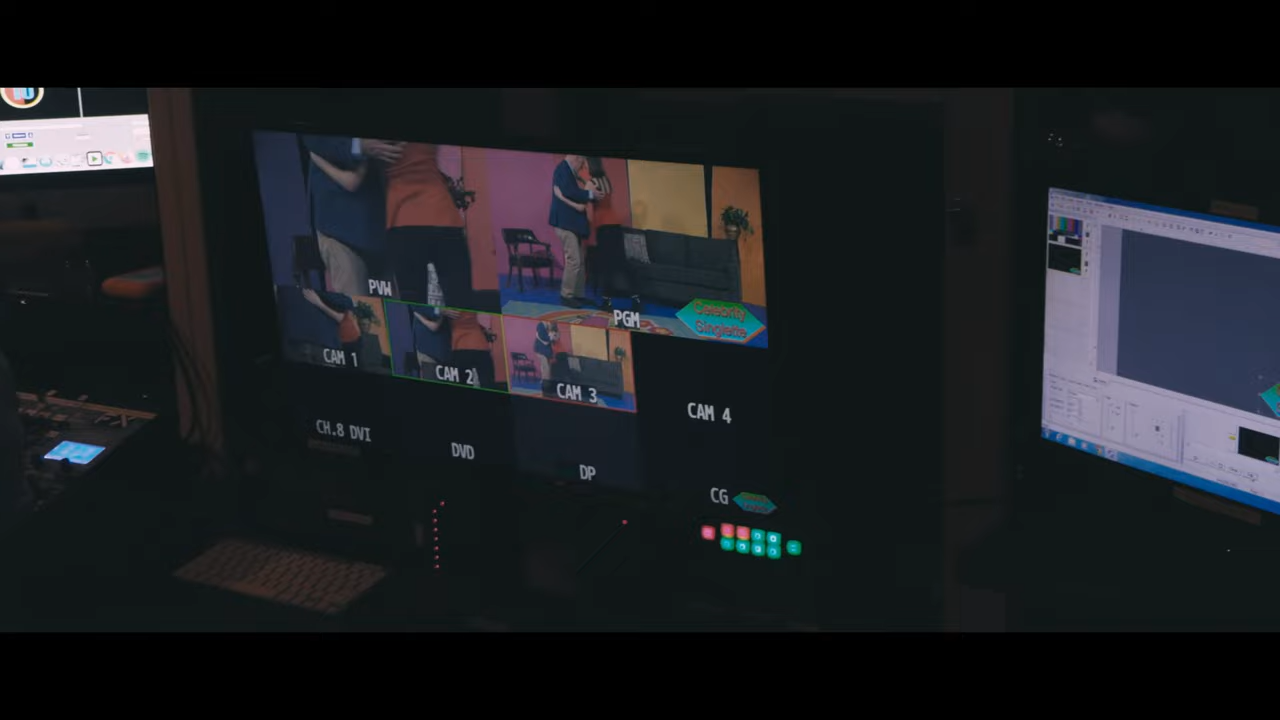 PVW
PGM
Celebrity
Singlette
CAM 1
CAM 2
CAM 3
CAM 4
CH.8 DVI
DVD
DP
CG